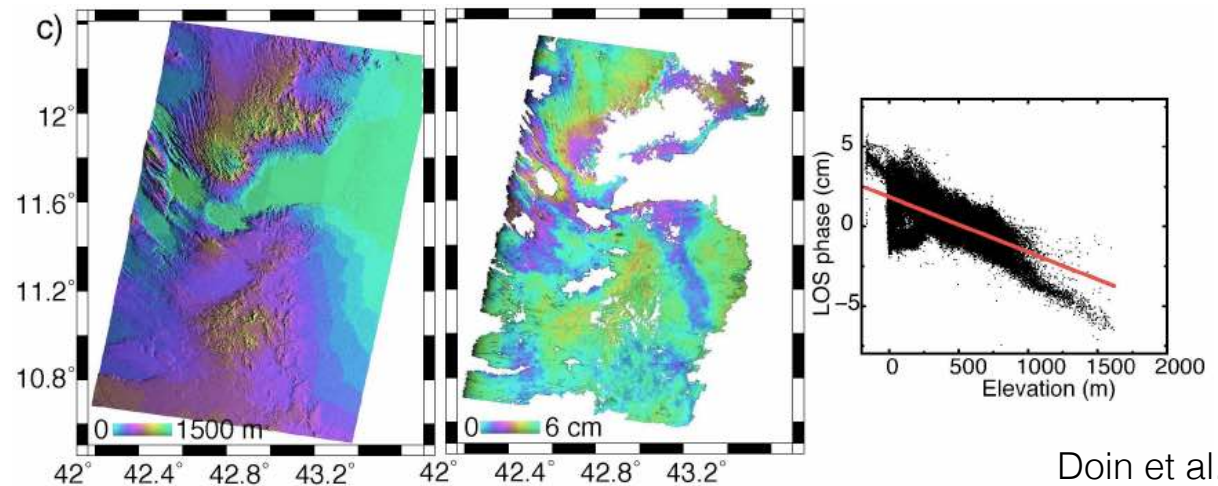 c)
12°
11.6°
11.2°
10.8°
0 1500 m
42° 42.4° 42.8° 43.2°
0 6 cm
42° 42.4° 42.8° 43.2°
LOS phase (cm)
5
0
−5
0 500 1000 1500 2000
Elevation (m)
Doin et al